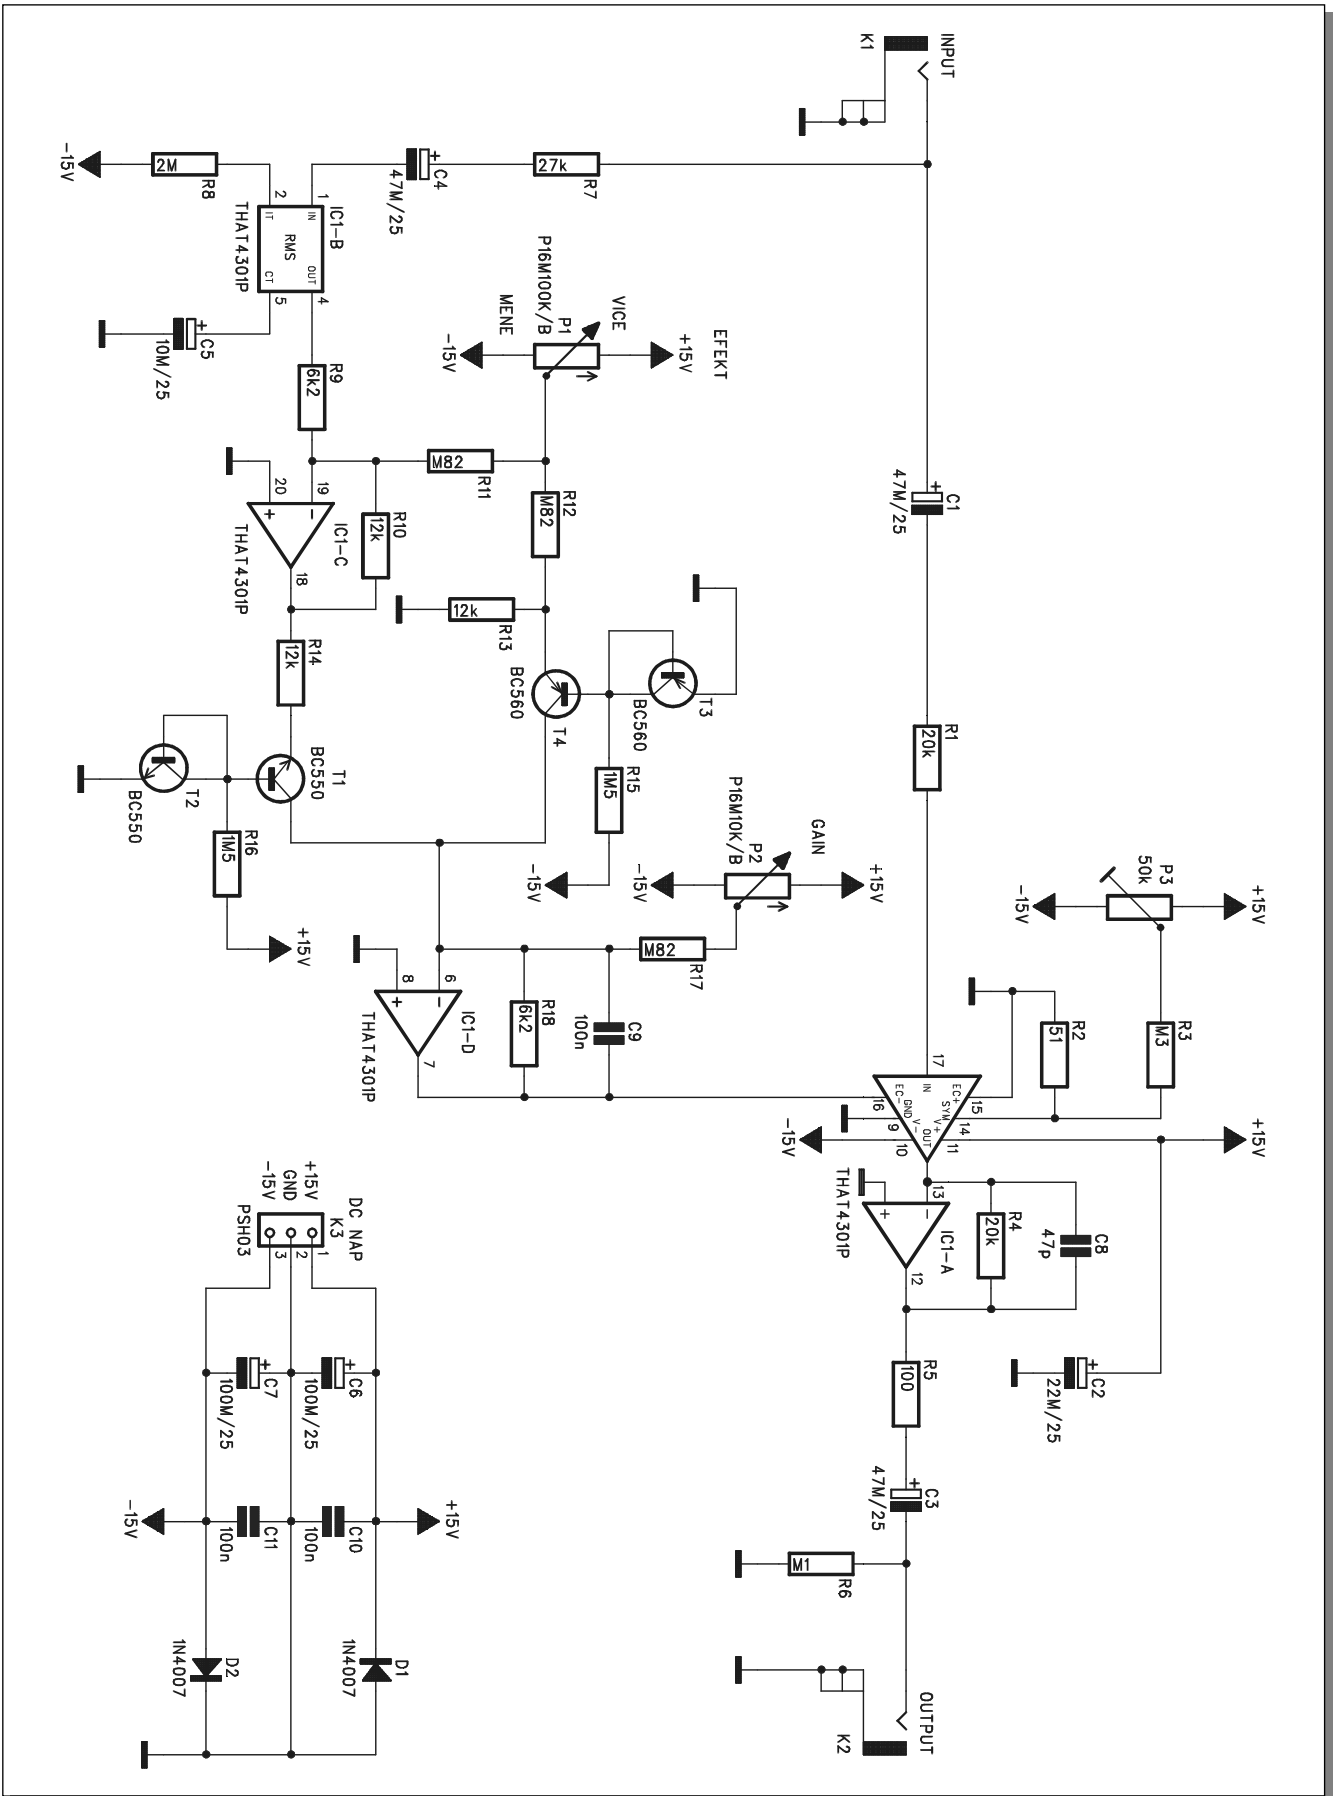 INPUT
K1
C1
47M/25
R1
20k
+15V
P3
50k
-15V
R3
M3
R2
51
17
IN
EC+
SYM
V+
15
14
11
EC-
GND
V-
OUT
16
9
10
-15V
+15V
13
IC1-A
THAT4301P
12
R4
20k
C8
47p
C2
22M/25
R5
100
C3
47M/25
R6
M1
OUTPUT
K2
R7
27k
C4
47M/25
R8
2M
-15V
1
2
IC1-B
IN
IT
RMS
OUT
CT
4
5
THAT4301P
C5
10M/25
R9
6k2
EFEKT
+15V
VICE
P1
P16M100K/B
MENE
-15V
R11
M82
R12
M82
R10
12k
19
20
IC1-C
18
THAT4301P
R13
12k
R14
12k
T3
BC560
T4
BC560
T1
BC550
T2
BC550
R15
1M5
-15V
R16
1M5
+15V
GAIN
+15V
P2
P16M10K/B
-15V
R17
M82
C9
100n
R18
6k2
6
8
IC1-D
7
THAT4301P
DC NAP
K3
+15V
GND
-15V
PSH03
1
2
3
C6
100M/25
C7
100M/25
+15V
C10
100n
C11
100n
-15V
D1
1N4007
D2
1N4007